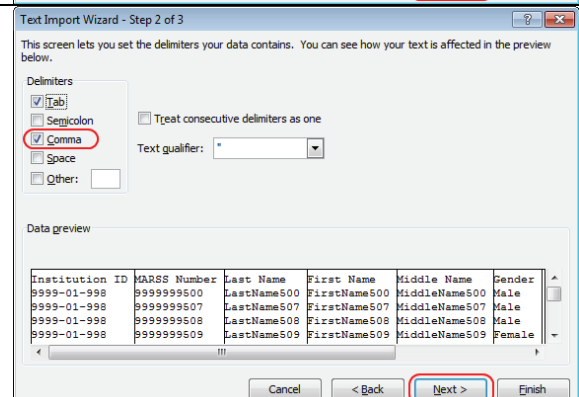 Text Import Wizard - Step 2 of 3
This screen lets you set the delimiters your data contains. You can see how your text is affected in the preview
below.
Delimiters
Tab
Semicolon
Comma
Space
Other:
Treat consecutive delimiters as one
Text qualifier: "
Data preview
Institution ID MARSS Number Last Name First Name Middle Name Gender
9999-01-998 9999999500 LastName500 FirstName500 MiddleName500 Male
9999-01-998 9999999507 LastName507 FirstName507 MiddleName507 Male
9999-01-998 9999999508 LastName508 FirstName508 MiddleName508 Male
9999-01-998 9999999509 LastName509 FirstName509 MiddleName509 Female
Cancel < Back Next > Finish